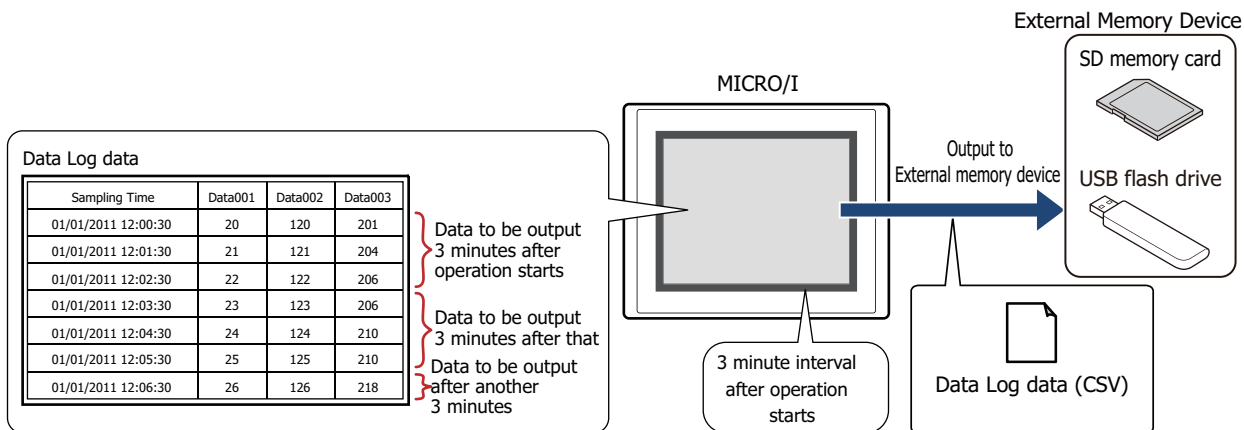 External Memory Device
SD memory card
USB flash drive
MICRO/I
Output to
External memory device
Data Log data
Sampling Time Data001 Data002 Data003
01/01/2011 12:00:30 20 120 201
01/01/2011 12:01:30 21 121 204
01/01/2011 12:02:30 22 122 206
01/01/2011 12:03:30 23 123 206
01/01/2011 12:04:30 24 124 210
01/01/2011 12:05:30 25 125 210
01/01/2011 12:06:30 26 126 218
Data to be output
3 minutes after
operation starts
Data to be output
3 minutes after that
Data to be output
after another
3 minutes
3 minute interval
after operation
starts
Data Log data (CSV)